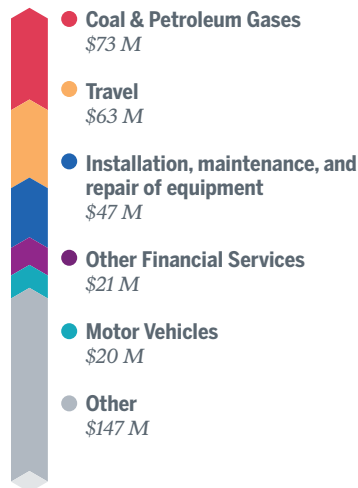 Coal & Petroleum Gases
$73 M
Travel
$63 M
Installation, maintenance, and
repair of equipment
$47 M
Other Financial Services
$21 M
Motor Vehicles
$20 M
Other
$147 M